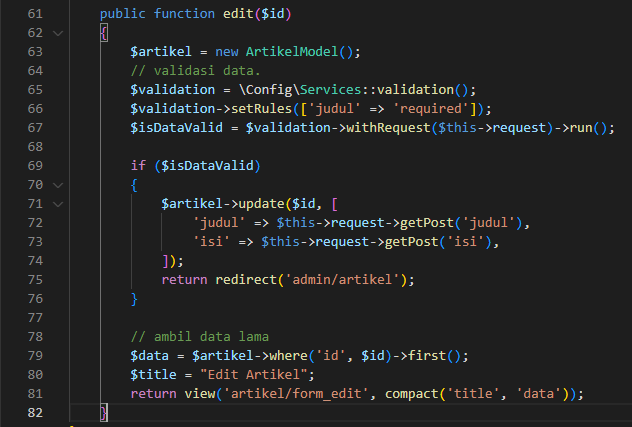 61 public function edit($id)
62 {
63 $artikel = new ArtikelModel();
64 // validasi data.
65 $validation = \Config\Services::validation();
66 $validation->setRules(['judul' => 'required']);
67 $isDataValid = $validation->withRequest($this->request)->run();
68
69 if ($isDataValid)
70 {
71 $artikel->update($id, [
72 'judul' => $this->request->getPost('judul'),
73 'isi' => $this->request->getPost('isi'),
74 ]);
75 return redirect('admin/artikel');
76 }
77
78 // ambil data lama
79 $data = $artikel->where('id', $id)->first();
80 $title = "Edit Artikel";
81 return view('artikel/form_edit', compact('title', 'data'));
82 }